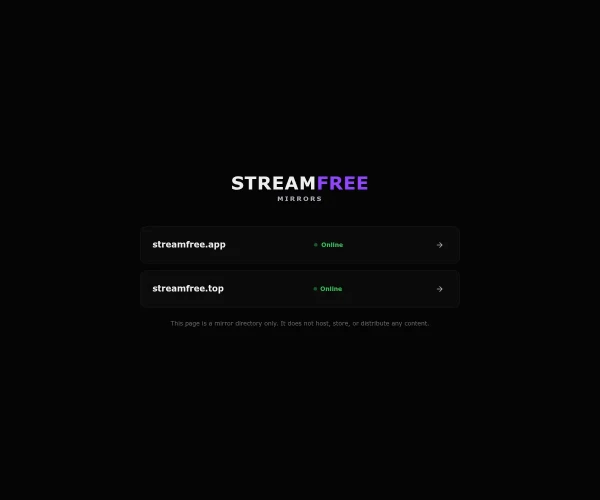 STREAMFREE
MIRRORS
streamfree.app Online →
streamfree.top Online →
This page is a mirror directory only. It does not host, store, or distribute any content.